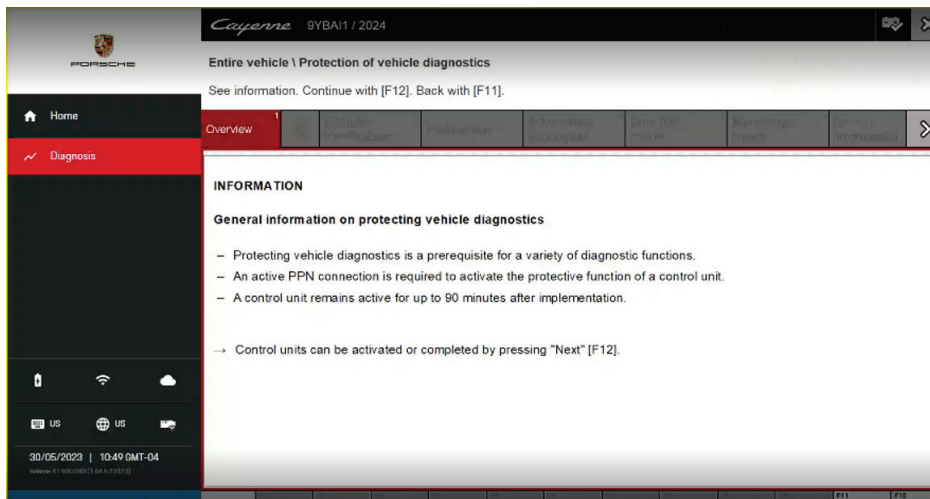 PORSCHE
Cayenne 9YBAI1 / 2024
Entire vehicle \ Protection of vehicle diagnostics
See information. Continue with [F12]. Back with [F11].
Home
Diagnosis
Overview 1
INFORMATION
General information on protecting vehicle diagnostics
– Protecting vehicle diagnostics is a prerequisite for a variety of diagnostic functions.
– An active PPN connection is required to activate the protective function of a control unit.
– A control unit remains active for up to 90 minutes after implementation.
→ Control units can be activated or completed by pressing "Next" [F12].
US
US
30/05/2023 | 10:49 GMT-04
F11
F12